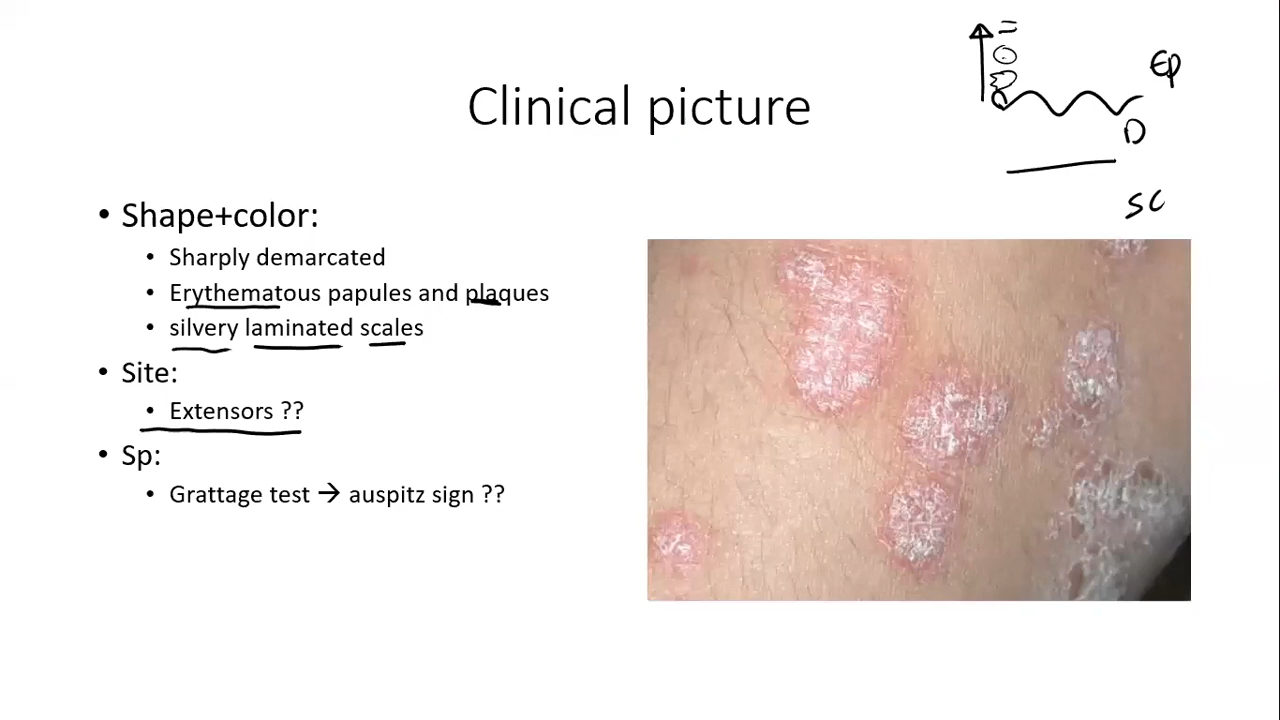 Clinical picture
Ep
D
SC
• Shape+color:
• Sharply demarcated
• Erythematous papules and plaques
• silvery laminated scales
• Site:
• Extensors ??
• Sp:
• Grattage test → auspitz sign ??